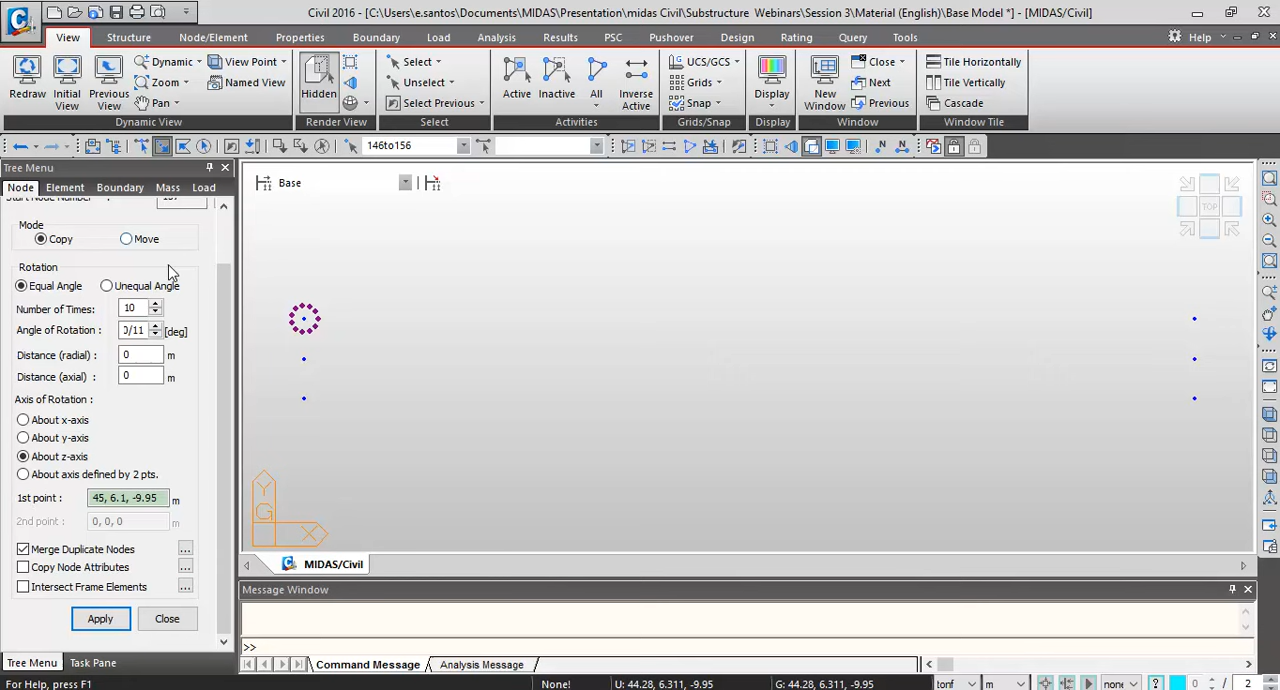 Civil 2016 - [C:\Users\e.santos\Documents\MIDAS\Presentation\midas Civil\Substructure Webinars\Session 3\Material (English)\Base Model *] - [MIDAS/Civil]
View Structure Node/Element Properties Boundary Load Analysis Results PSC Pushover Design Rating Query Tools Help
Dynamic View Point Select UCS/GCS Close Tile Horizontally
Zoom Named View Unselect Grids Next Tile Vertically
Redraw Initial View Previous View Pan Hidden Select Previous Active Inactive All Inverse Active Snap Display New Window Previous Cascade
Dynamic View Render View Select Activities Grids/Snap Display Window Window Tile
146to156
Tree Menu
Node Element Boundary Mass Load
Base
TOP
Mode
Copy Move
Rotation
Equal Angle Unequal Angle
Number of Times: 10
Angle of Rotation : 0/11 [deg]
Distance (radial) : 0 m
Distance (axial) : 0 m
Axis of Rotation :
About x-axis
About y-axis
About z-axis
About axis defined by 2 pts.
1st point : 45, 6.1, -9.95 m
2nd point : 0, 0, 0 m
Merge Duplicate Nodes ...
Copy Node Attributes ...
Intersect Frame Elements ...
Apply Close
Y
G
X
MIDAS/Civil
Message Window
>>
Tree Menu Task Pane
Command Message Analysis Message
For Help, press F1 None! U: 44.28, 6.311, -9.95 G: 44.28, 6.311, -9.95 tonf m none ? 0 / 2